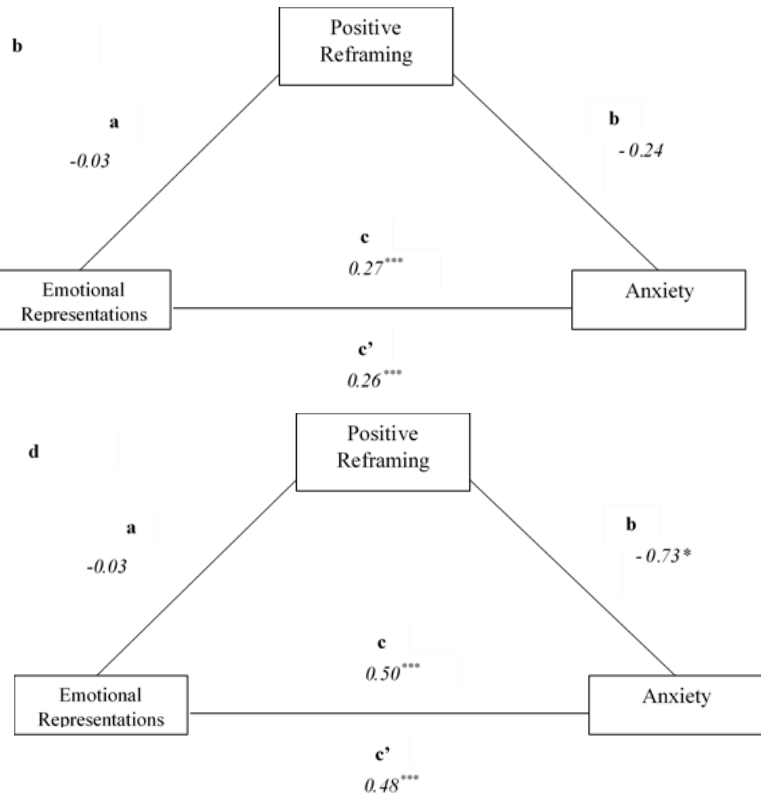 b
Positive
Reframing
a
-0.03
b
- 0.24
c
0.27***
Emotional
Representations
Anxiety
c’
0.26***
d
Positive
Reframing
a
-0.03
b
- 0.73*
c
0.50***
Emotional
Representations
Anxiety
c’
0.48***